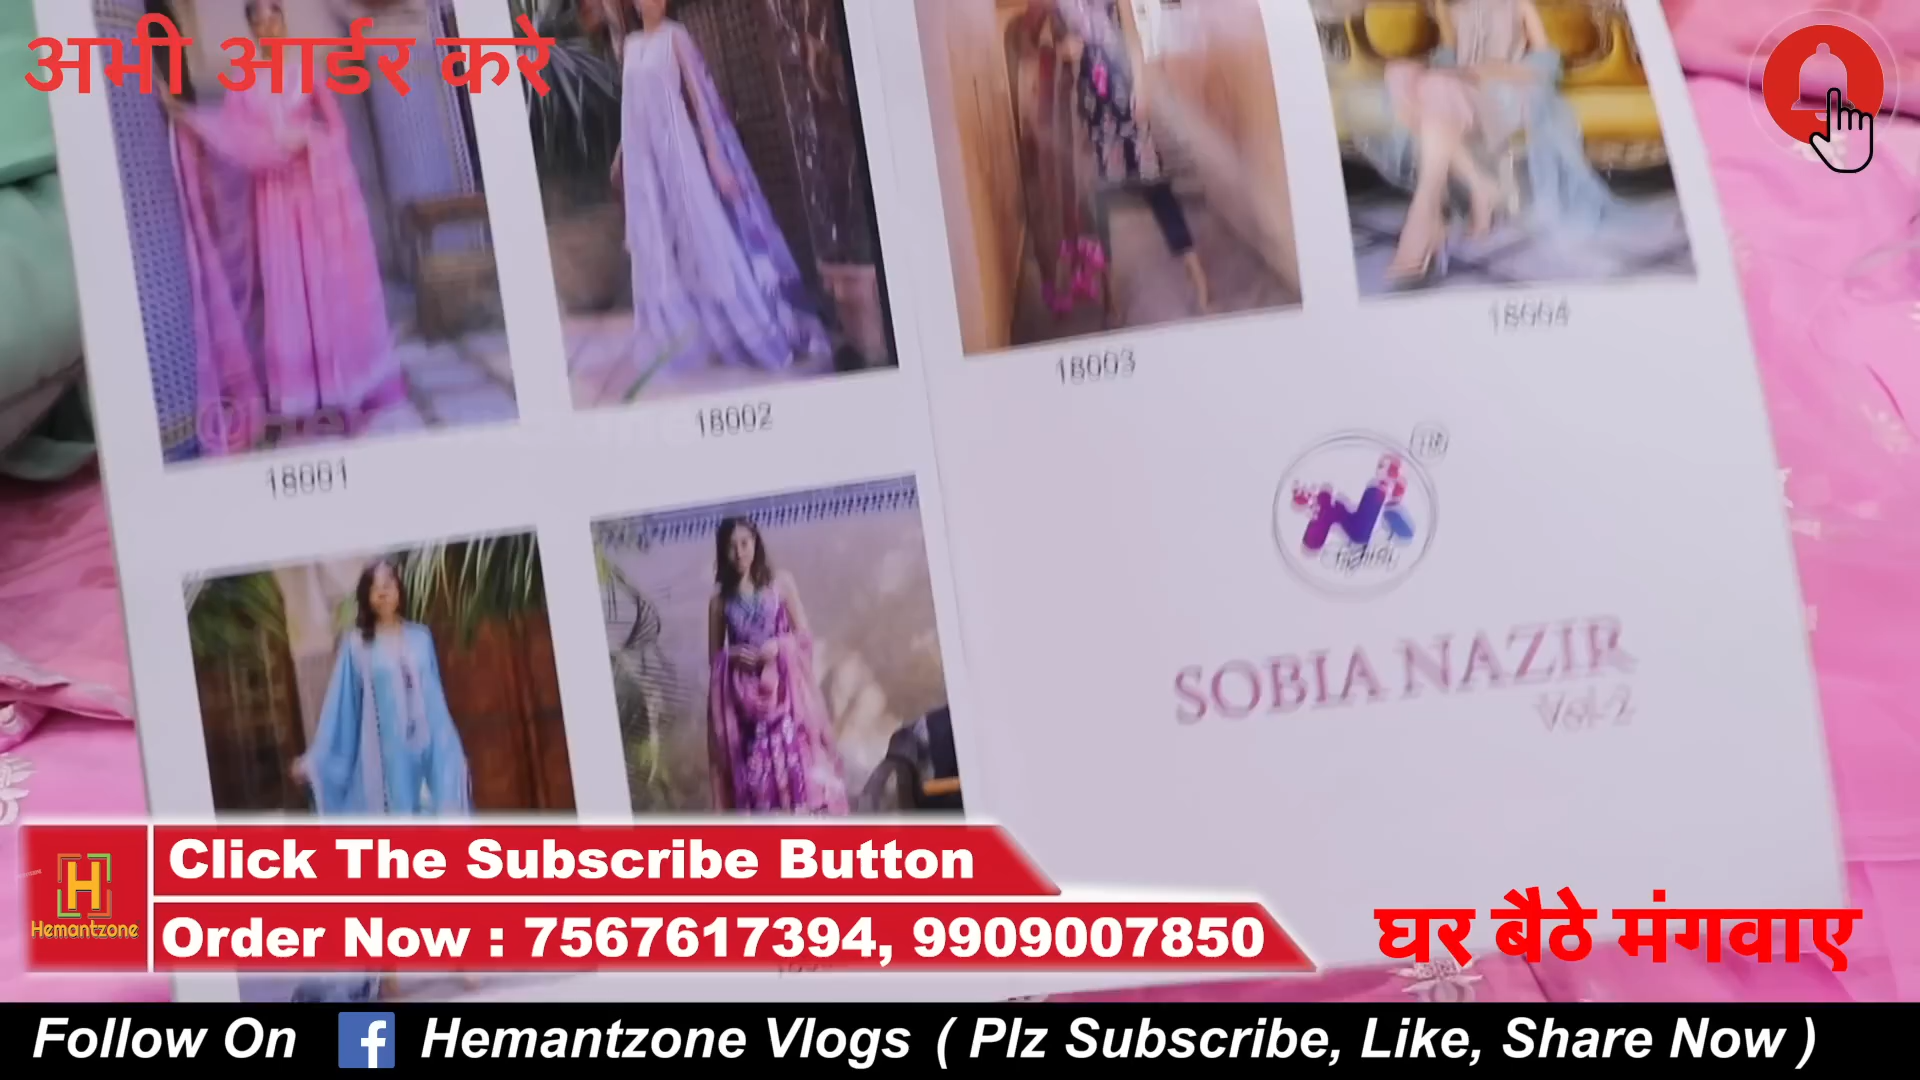 अभी आर्डर करे
18001
18002
18003
18004
SOBIA NAZIR
Vol-2
Click The Subscribe Button
Order Now : 7567617394, 9909007850
H
Hemantzone
घर बैठे मंगवाए
Follow On f Hemantzone Vlogs ( Plz Subscribe, Like, Share Now )